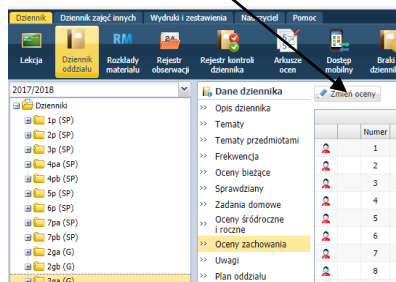 Dziennik Dziennik zajęć innych Wydruki i zestawienia Nauczyciel Pomoc
Lekcja Dziennik oddziału Rozkłady materiału Rejestr obserwacji Rejestr kontroli dziennika Arkusze ocen Dostęp mobilny Braki
RM
2017/2018
Dzienniki
1p (SP)
2p (SP)
3p (SP)
4pa (SP)
4pb (SP)
5p (SP)
6p (SP)
7pa (SP)
7pb (SP)
2ga (G)
2gb (G)
3ga (G)
Dane dziennika
Opis dziennika
Tematy
Tematy przedmiotami
Frekwencja
Oceny bieżące
Sprawdziany
Zadania domowe
Oceny śródroczne
i roczne
Oceny zachowania
Uwagi
Plan oddziału
Zmień oceny
Numer
1
2
3
4
5
6
7
8